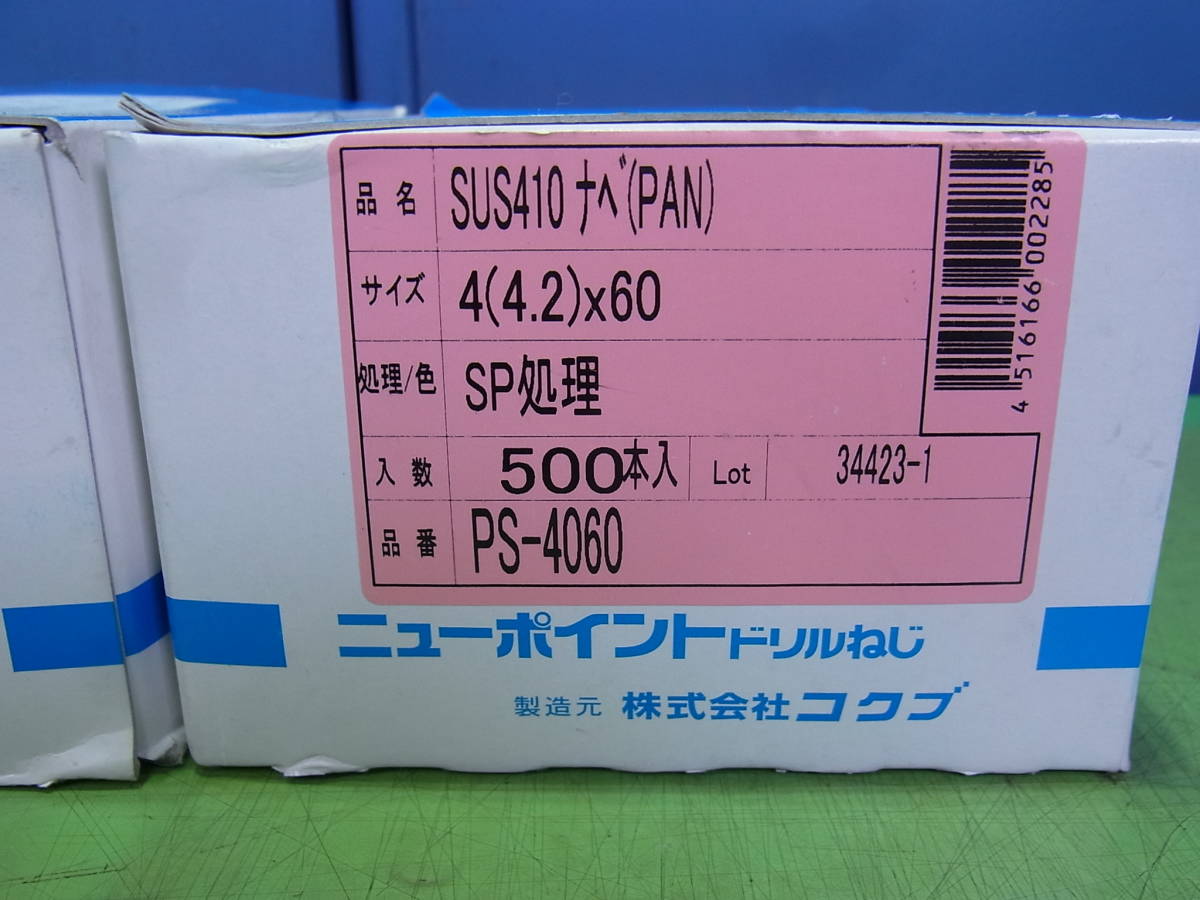 品名 SUS410 ﾅﾍﾞ(PAN)
サイズ 4(4.2)x60
処理/色 SP処理
入数 500本入 Lot 34423-1
品番 PS-4060
4 516166 002285
ニューポイントドリルねじ
製造元 株式会社コクブ